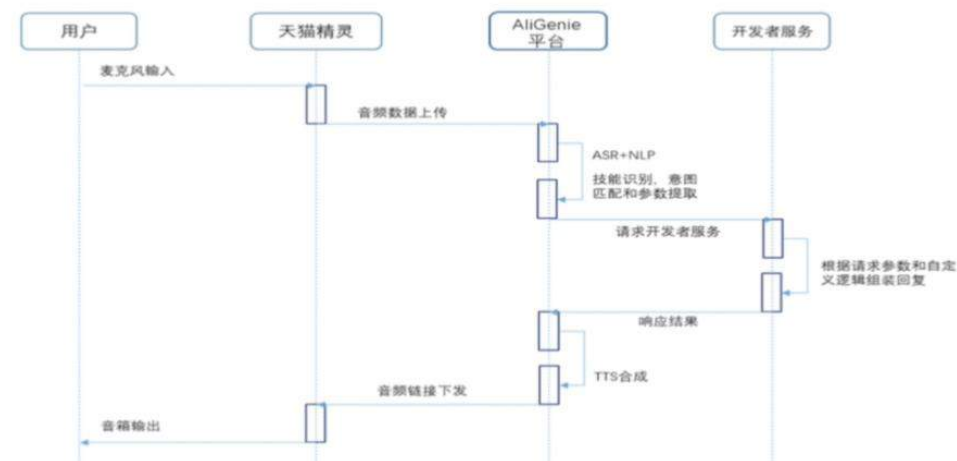 用户
天猫精灵
AliGenie
平台
开发者服务
麦克风输入
音频数据上传
ASR+NLP
技能识别、意图
匹配和参数提取
请求开发者服务
根据请求参数和自定
义逻辑组装回复
响应结果
TTS合成
音频链接下发
音箱输出